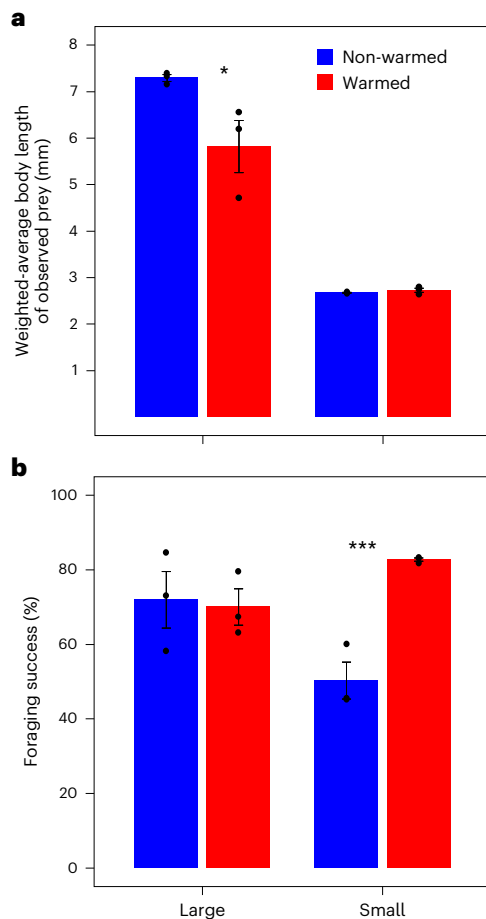 a
8
7
6
5
4
3
2
1
Weighted-average body length
of observed prey (mm)
*
Non-warmed
Warmed
b
100
80
60
40
20
0
Foraging success (%)
***
Large
Small